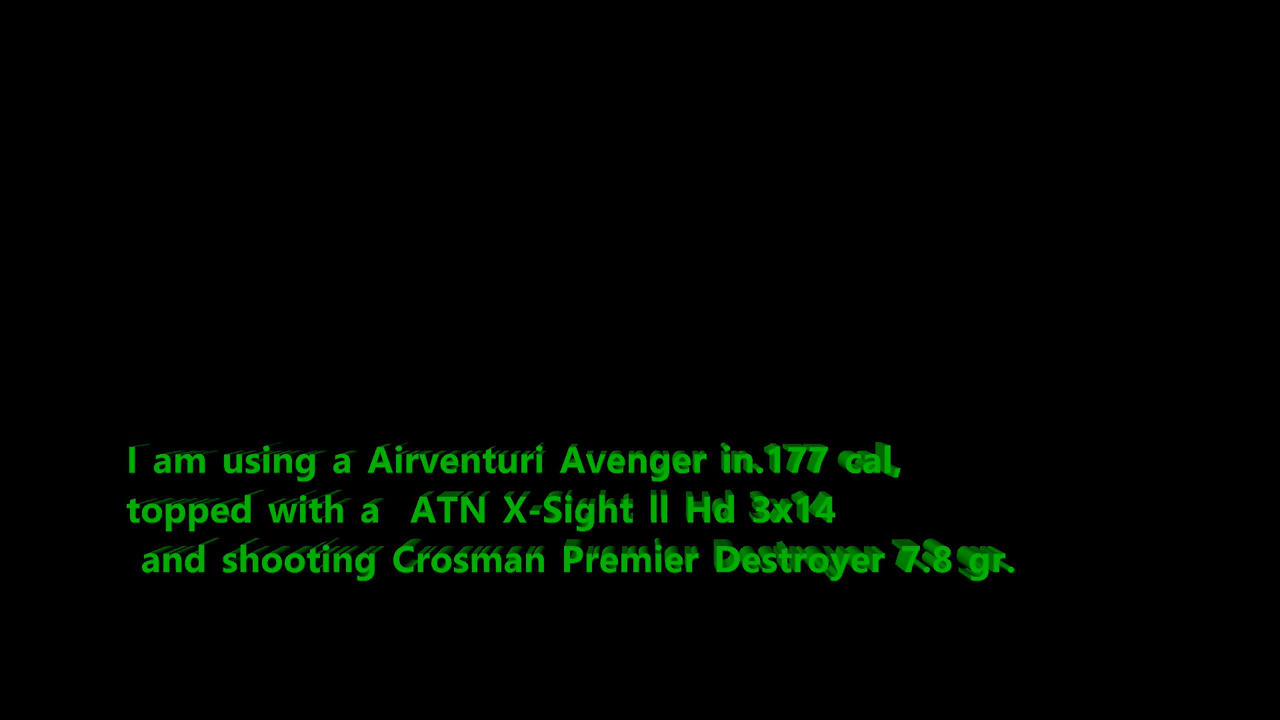 I am using a Airventuri Avenger in.177 cal,
topped with a ATN X-Sight ll Hd 3x14
and shooting Crosman Premier Destroyer 7.8 gr.